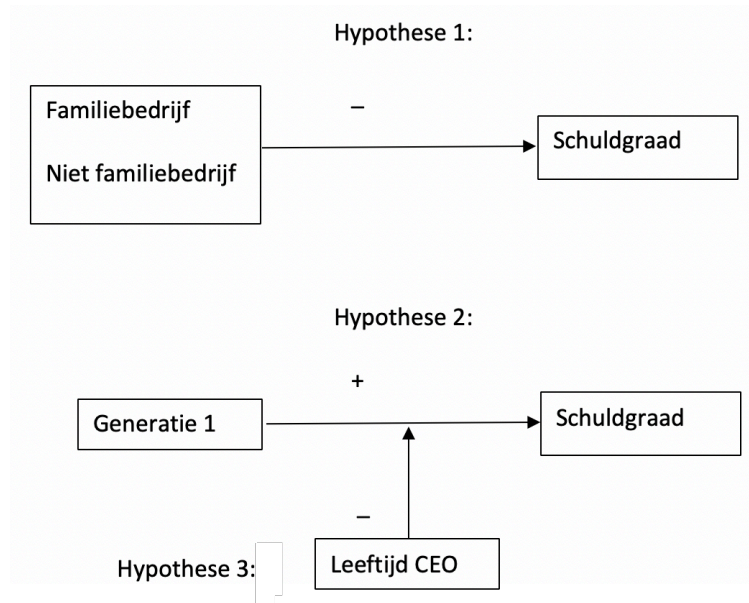 Hypothese 1:
–
Familiebedrijf
Niet familiebedrijf
Schuldgraad
Hypothese 2:
+
Generatie 1
Schuldgraad
–
Hypothese 3:
Leeftijd CEO